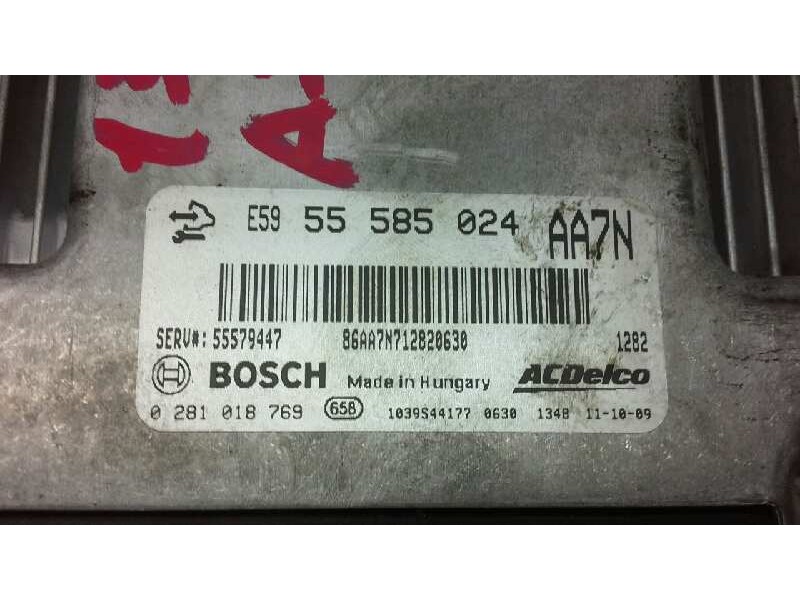 E59 55 585 024 AA7N
SERV#: 55579447 86AA7N712820630 1282
BOSCH Made in Hungary ACDelco
0 281 018 769 658 1039S44177 0630 134B 11-10-09